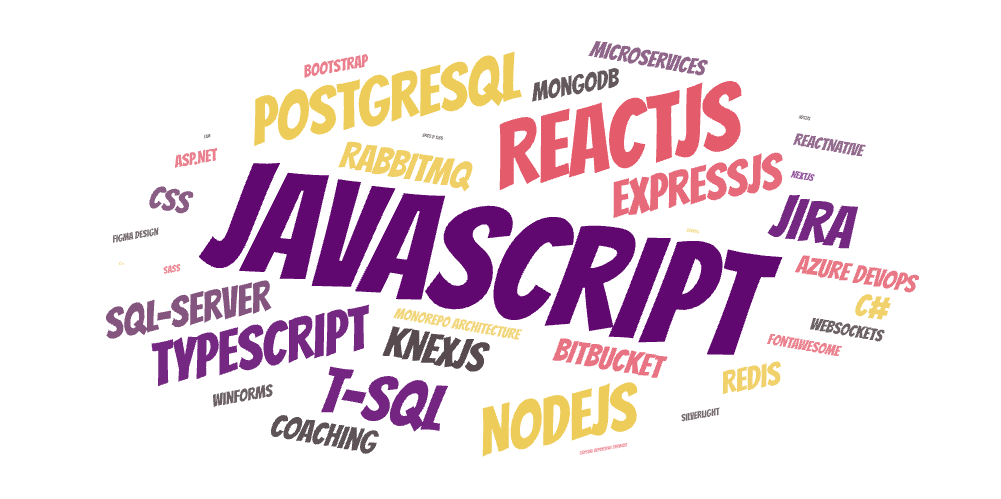 MICROSERVICES
BOOTSTRAP
POSTGRESQL
MONGODB
REACTJS
REACTNATIVE
RABBITMQ
ASP.NET
EXPRESSJS
NEXTJS
CSS
JAVASCRIPT
JIRA
FIGMA DESIGN
SASS
AZURE DEVOPS
SQL-SERVER
C#
MONOREPO ARCHITECTURE
WEBSOCKETS
TYPESCRIPT
KNEXJS
FONTAWESOME
BITBUCKET
REDIS
WINFORMS
T-SQL
NODEJS
SILVERLIGHT
COACHING